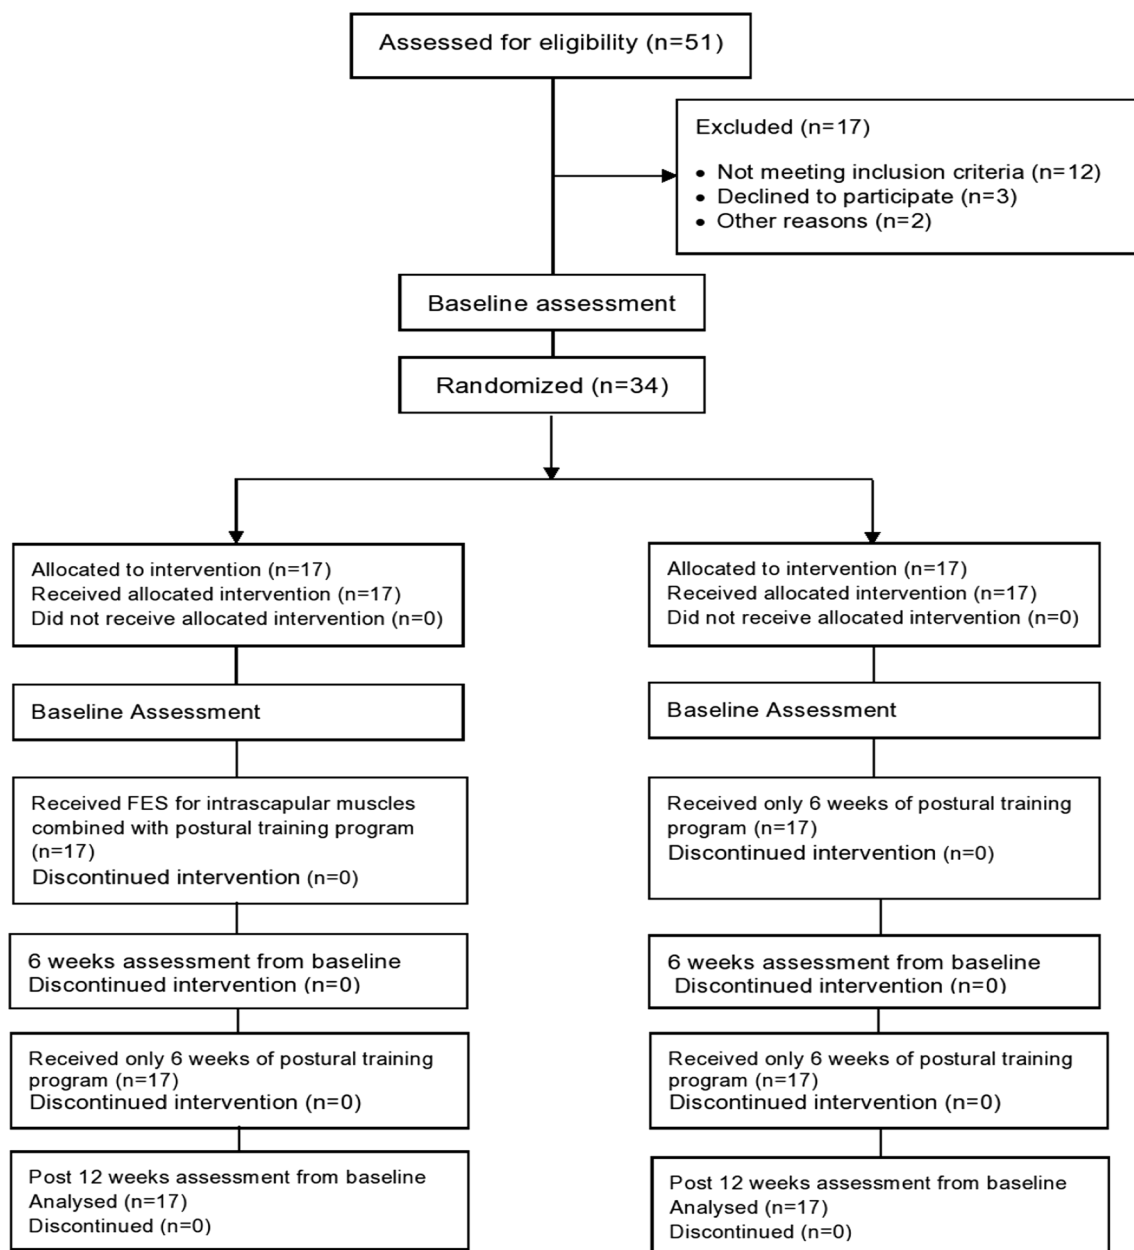 Assessed for eligibility (n=51)
Excluded (n=17)
• Not meeting inclusion criteria (n=12)
• Declined to participate (n=3)
• Other reasons (n=2)
Baseline assessment
Randomized (n=34)
Allocated to intervention (n=17)
Received allocated intervention (n=17)
Did not receive allocated intervention (n=0)
Baseline Assessment
Received FES for intrascapular muscles
combined with postural training program
(n=17)
Discontinued intervention (n=0)
6 weeks assessment from baseline
Discontinued intervention (n=0)
Received only 6 weeks of postural training
program (n=17)
Discontinued intervention (n=0)
Post 12 weeks assessment from baseline
Analysed (n=17)
Discontinued (n=0)
Allocated to intervention (n=17)
Received allocated intervention (n=17)
Did not receive allocated intervention (n=0)
Baseline Assessment
Received only 6 weeks of postural training
program (n=17)
Discontinued intervention (n=0)
6 weeks assessment from baseline
Discontinued intervention (n=0)
Received only 6 weeks of postural training
program (n=17)
Discontinued intervention (n=0)
Post 12 weeks assessment from baseline
Analysed (n=17)
Discontinued (n=0)